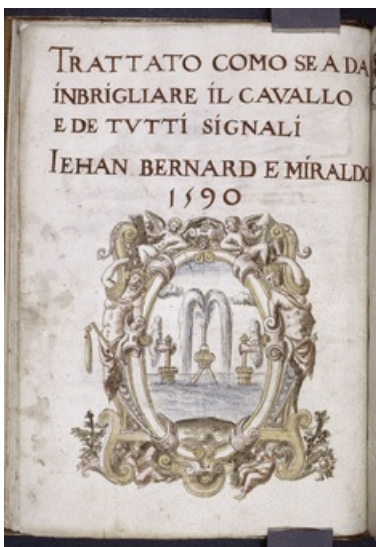 TRATTATO COMO SE A DA
INBRIGLIARE IL CAVALLO
E DE TVTTI SIGNALI
IEHAN BERNARD E MIRALDO
1590